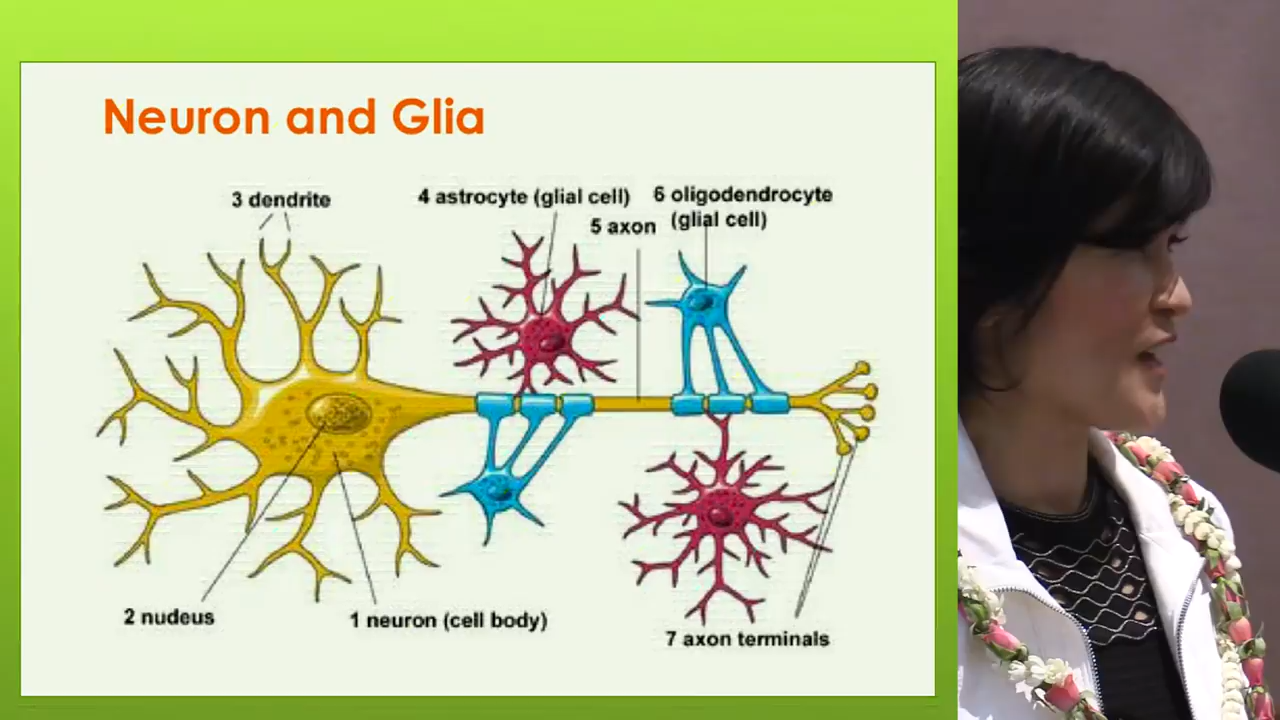 Neuron and Glia
3 dendrite
4 astrocyte (glial cell)
6 oligodendrocyte
(glial cell)
5 axon
2 nudeus
1 neuron (cell body)
7 axon terminals